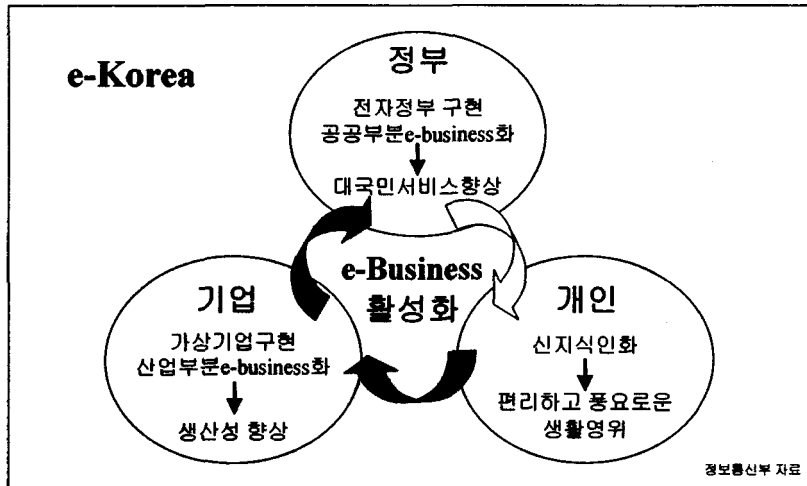 e-Korea
정부
전자정부 구현
공공부분e-business화
대국민서비스향상
e-Business
활성화
기업
가상기업구현
산업부분e-business화
생산성 향상
개인
신지식인화
편리하고 풍요로운
생활영위
정보통신부 자료